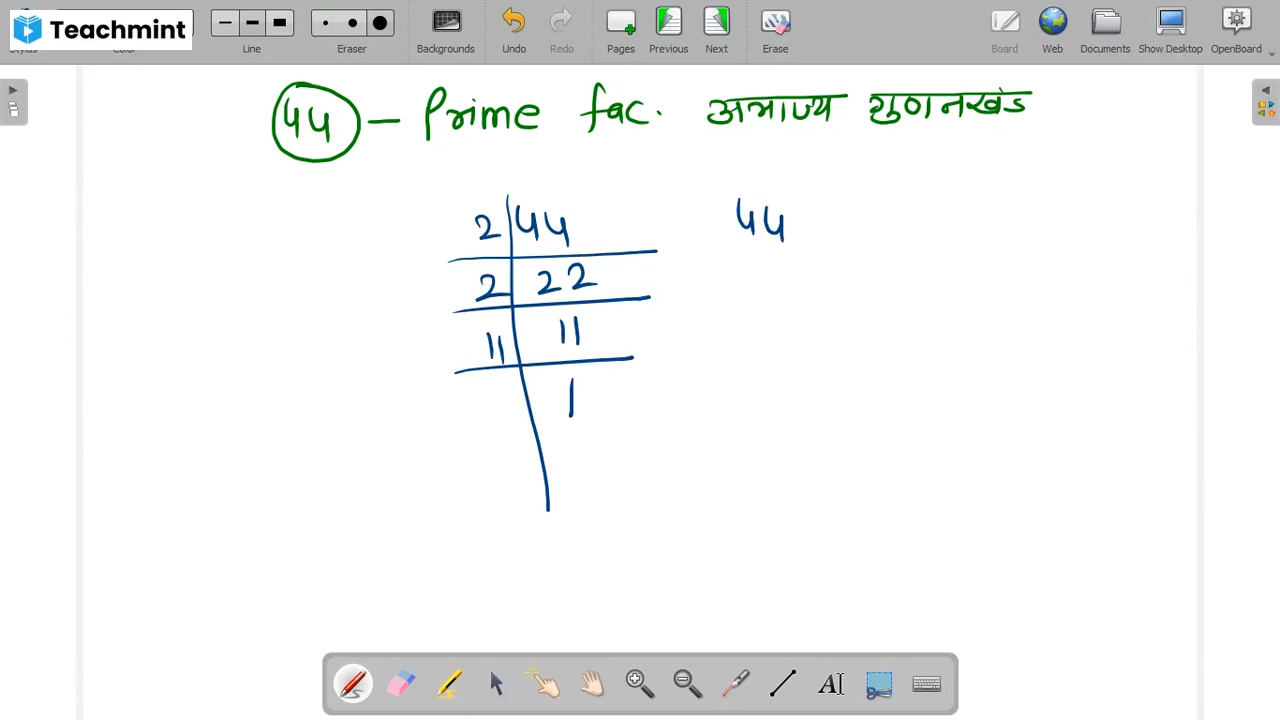 Teachmint
Line
Eraser
Backgrounds
Undo
Redo
Pages
Previous
Next
Erase
Board
Web
Documents
Show Desktop
OpenBoard
44 — Prime fac. अभाज्य गुणनखंड
2 44
44
2 22
11 11
1